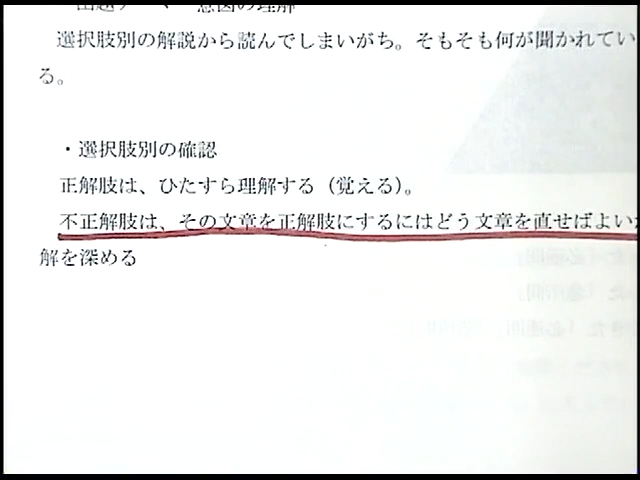 選択肢別の解説から読んでしまいがち。そもそも何が聞かれてい
る。
・選択肢別の確認
正解肢は、ひたすら理解する（覚える）。
不正解肢は、その文章を正解肢にするにはどう文章を直せばよい
解を深める